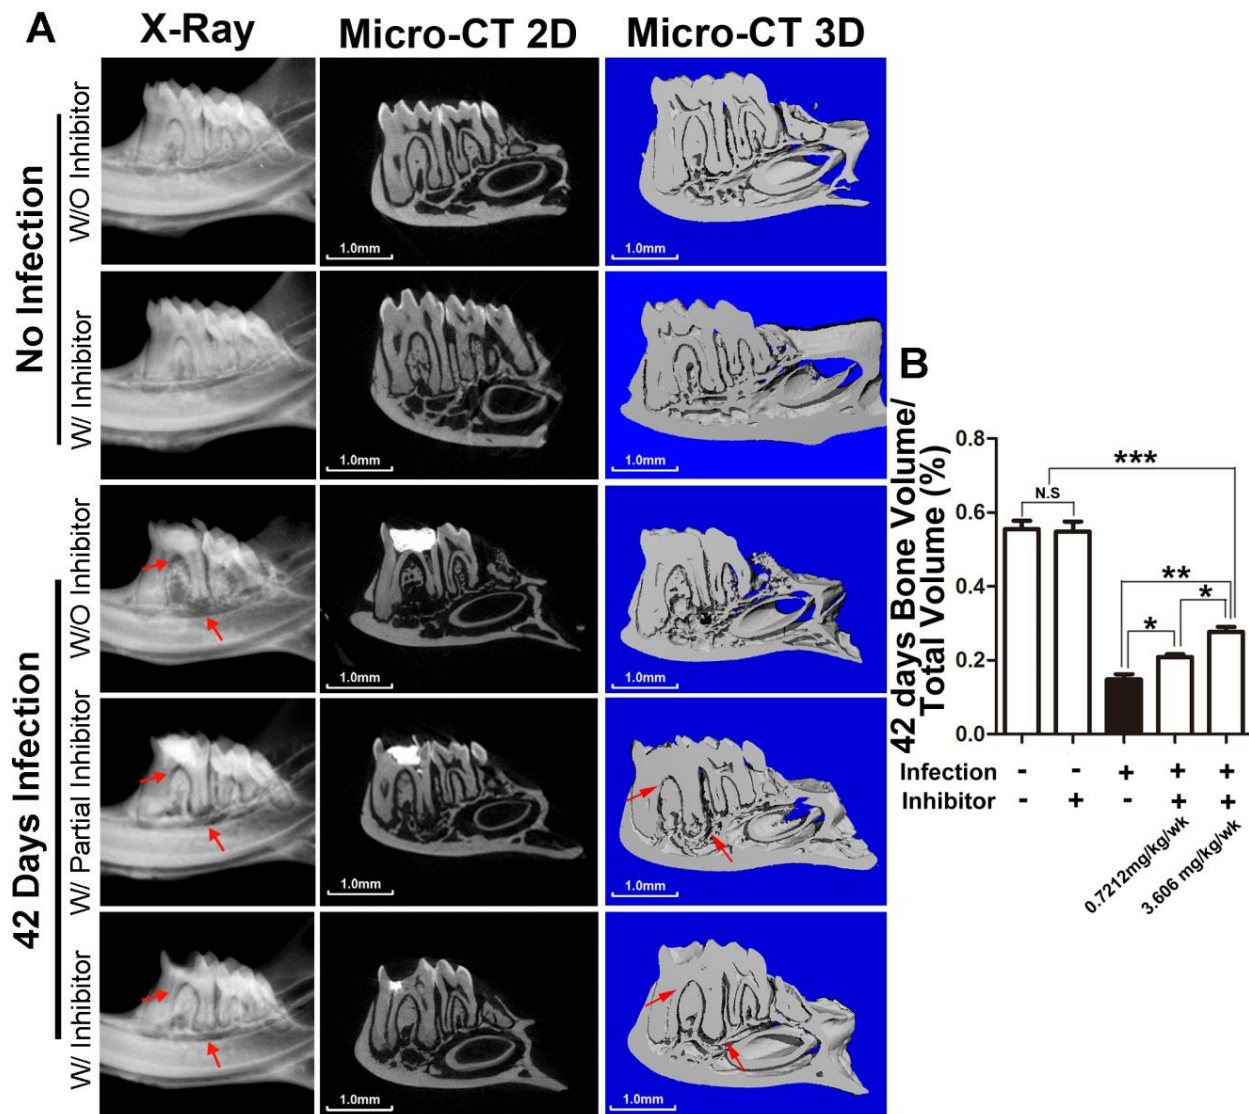 A
X-Ray
Micro-CT 2D
Micro-CT 3D
No Infection
W/O Inhibitor
1.0mm
1.0mm
W/ Inhibitor
1.0mm
1.0mm
42 Days Infection
W/O Inhibitor
1.0mm
1.0mm
W/ Partial Inhibitor
1.0mm
1.0mm
W/ Inhibitor
1.0mm
1.0mm
B
42 days Bone Volume/
Total Volume (%)
0.8
0.6
0.4
0.2
0.0
***
N.S
**
*
*
Infection - - + + +
Inhibitor - + - + +
0.7212mg/kg/wk
3.606 mg/kg/wk